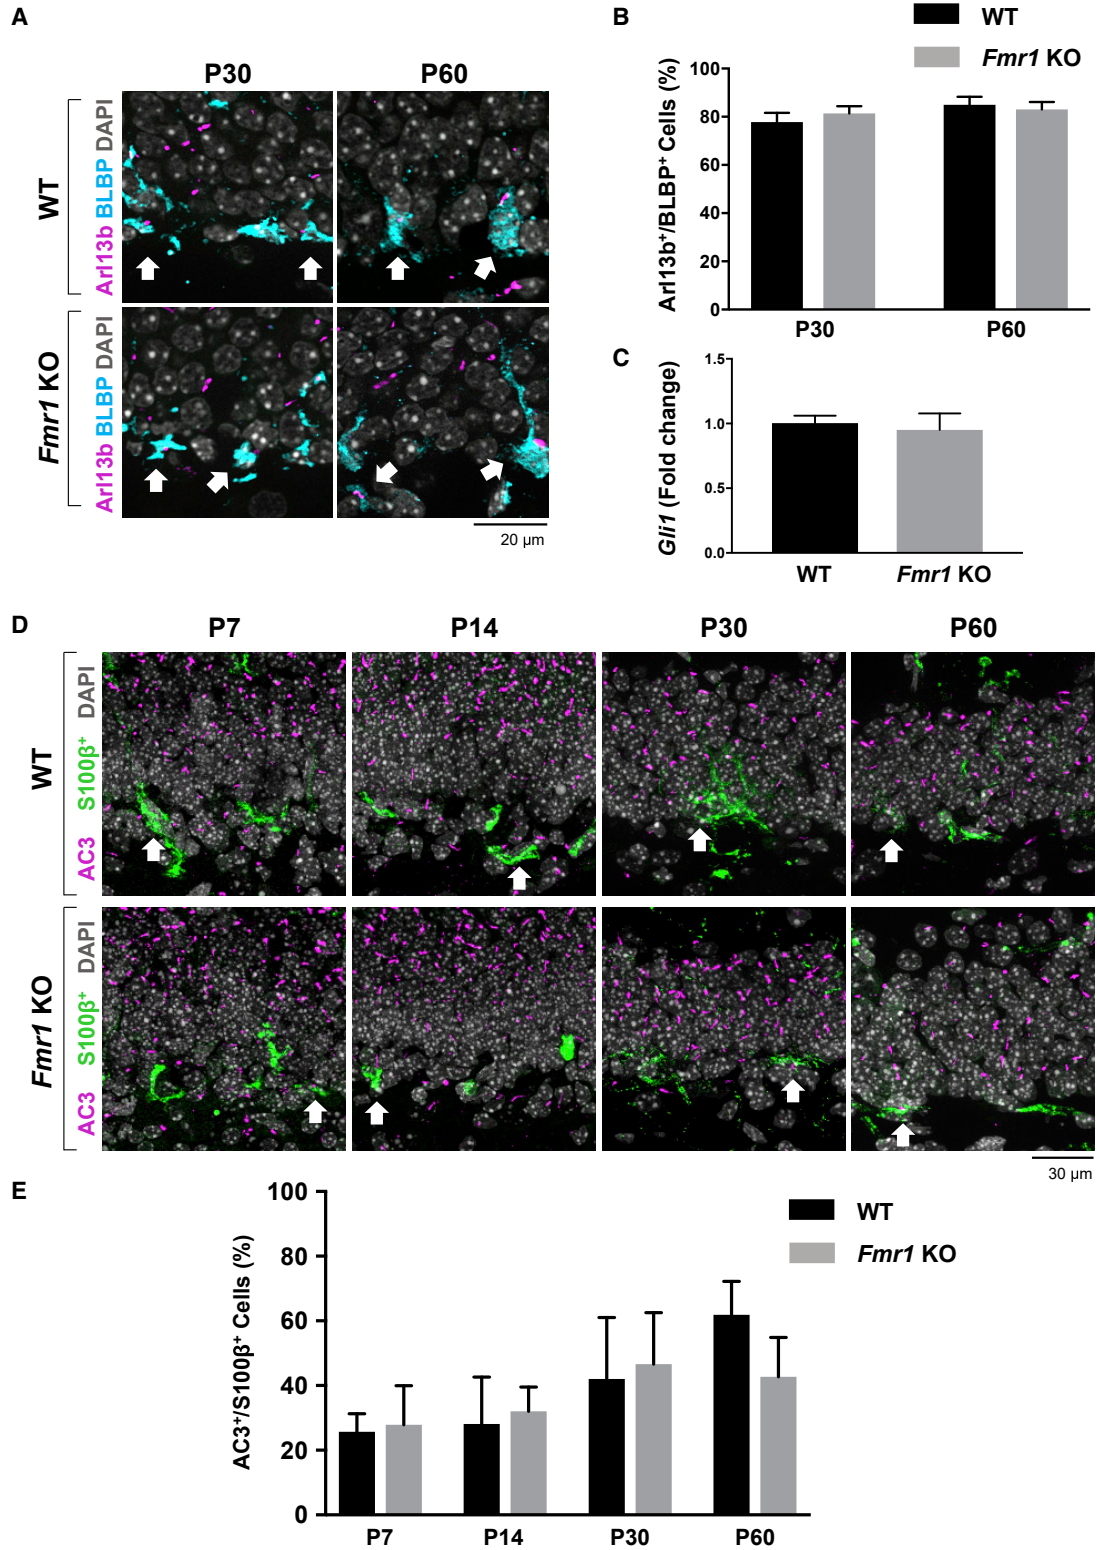 A
P30 P60
WT
Arl13b BLBP DAPI
Fmr1 KO
Arl13b BLBP DAPI
20 µm
B
WT
Fmr1 KO
Arl13b⁺/BLBP⁺ Cells (%)
100
80
60
40
20
0
P30 P60
C
Gli1 (Fold change)
1.5
1.0
0.5
0.0
WT Fmr1 KO
D
P7 P14 P30 P60
WT
AC3 S100β⁺ DAPI
Fmr1 KO
AC3 S100β⁺ DAPI
30 µm
E
AC3⁺/S100β⁺ Cells (%)
100
80
60
40
20
0
P7 P14 P30 P60
WT
Fmr1 KO